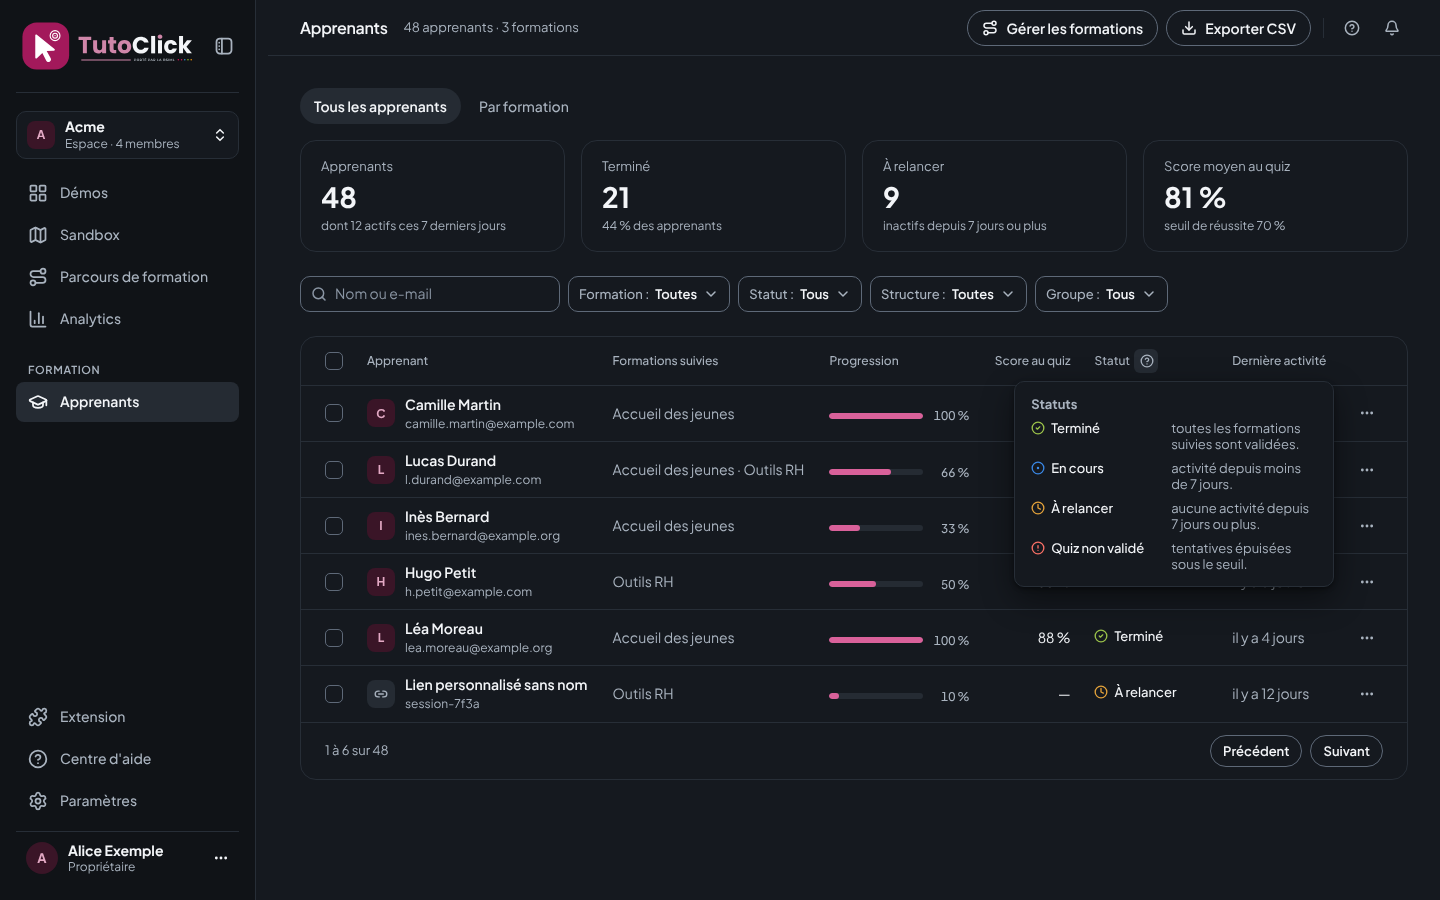 TutoClick
Apprenants
48 apprenants · 3 formations
Gérer les formations
Exporter CSV
A
Acme
Espace · 4 membres
Démos
Sandbox
Parcours de formation
Analytics
FORMATION
Apprenants
Extension
Centre d'aide
Paramètres
A
Alice Exemple
Propriétaire
Tous les apprenants
Par formation
Apprenants
48
dont 12 actifs ces 7 derniers jours
Terminé
21
44 % des apprenants
À relancer
9
inactifs depuis 7 jours ou plus
Score moyen au quiz
81 %
seuil de réussite 70 %
Nom ou e-mail
Formation : Toutes
Statut : Tous
Structure : Toutes
Groupe : Tous
Apprenant
Formations suivies
Progression
Score au quiz
Statut
Dernière activité
C
Camille Martin
camille.martin@example.com
Accueil des jeunes
100 %
L
Lucas Durand
l.durand@example.com
Accueil des jeunes · Outils RH
66 %
I
Inès Bernard
ines.bernard@example.org
Accueil des jeunes
33 %
H
Hugo Petit
h.petit@example.com
Outils RH
50 %
L
Léa Moreau
lea.moreau@example.org
Accueil des jeunes
100 %
88 %
Terminé
il y a 4 jours
Lien personnalisé sans nom
session-7f3a
Outils RH
10 %
—
À relancer
il y a 12 jours
Statuts
Terminé
toutes les formations
suivies sont validées.
En cours
activité depuis moins
de 7 jours.
À relancer
aucune activité depuis
7 jours ou plus.
Quiz non validé
tentatives épuisées
sous le seuil.
1 à 6 sur 48
Précédent
Suivant